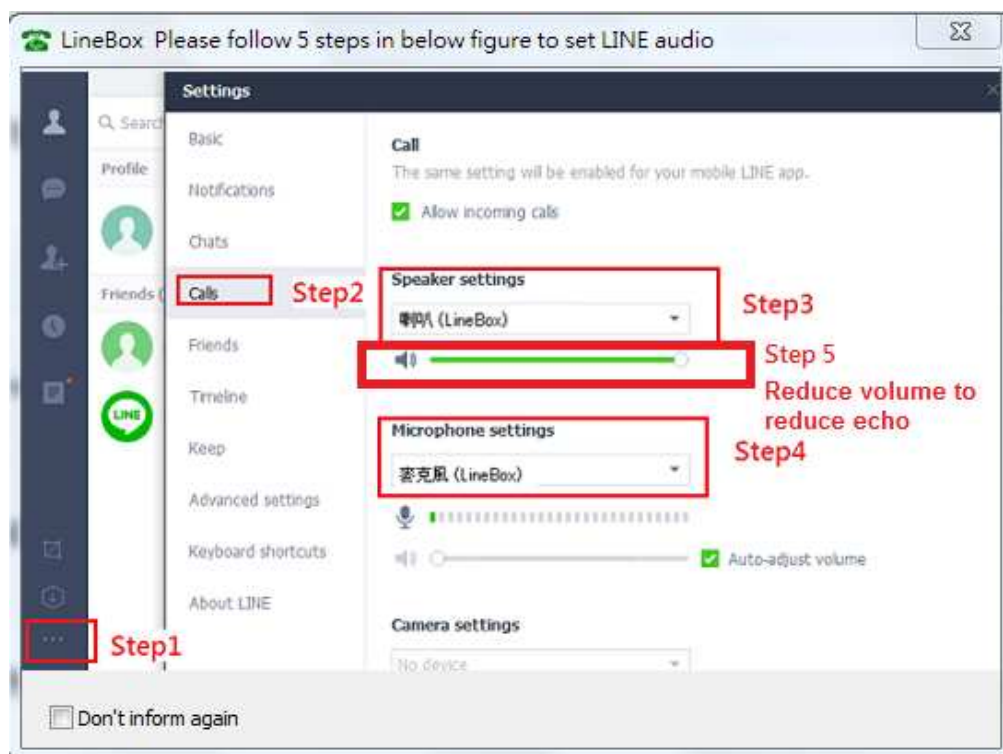 LineBox Please follow 5 steps in below figure to set LINE audio
Settings
Search
Profile
Friends (
LINE
Basic
Notifications
Chats
Calls
Step2
Friends
Timeline
Keep
Advanced settings
Keyboard shortcuts
About LINE
Step1
Call
The same setting will be enabled for your mobile LINE app.
Allow incoming calls
Speaker settings
喇叭 (LineBox)
Step3
Step 5
Reduce volume to
reduce echo
Microphone settings
Step4
麥克風 (LineBox)
Auto-adjust volume
Camera settings
No device
Don't inform again